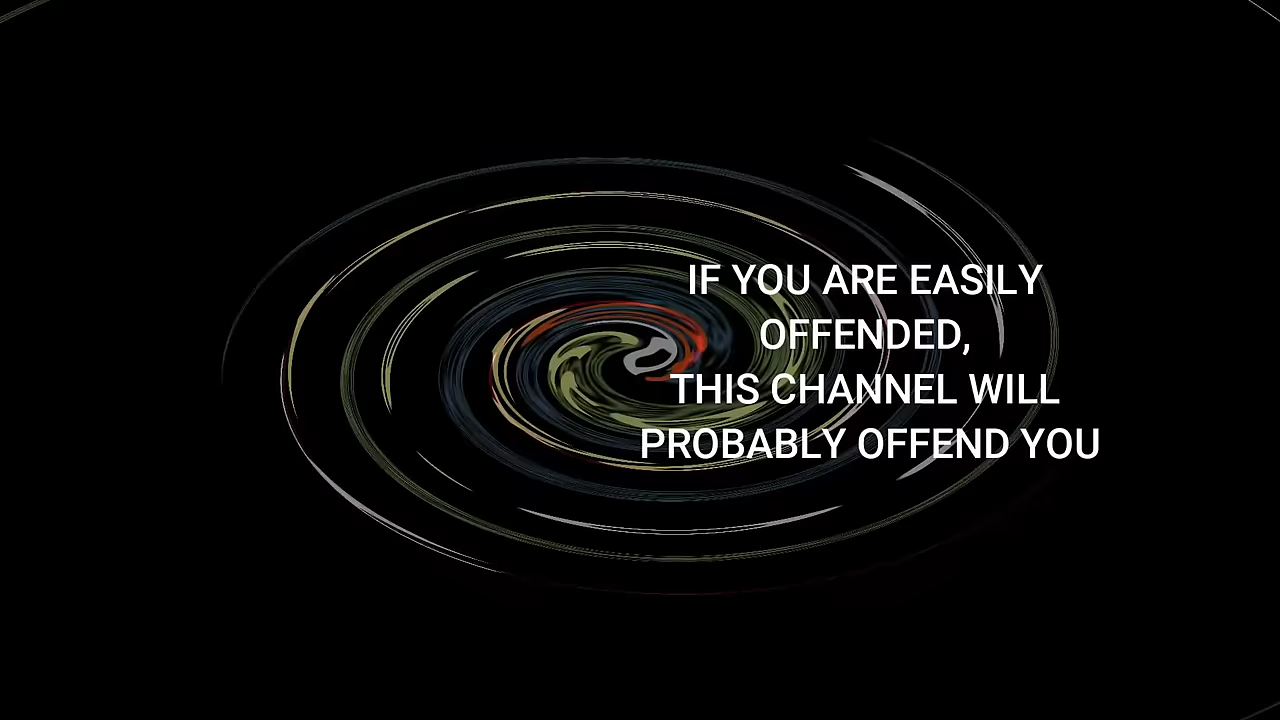 IF YOU ARE EASILY
OFFENDED,
THIS CHANNEL WILL
PROBABLY OFFEND YOU